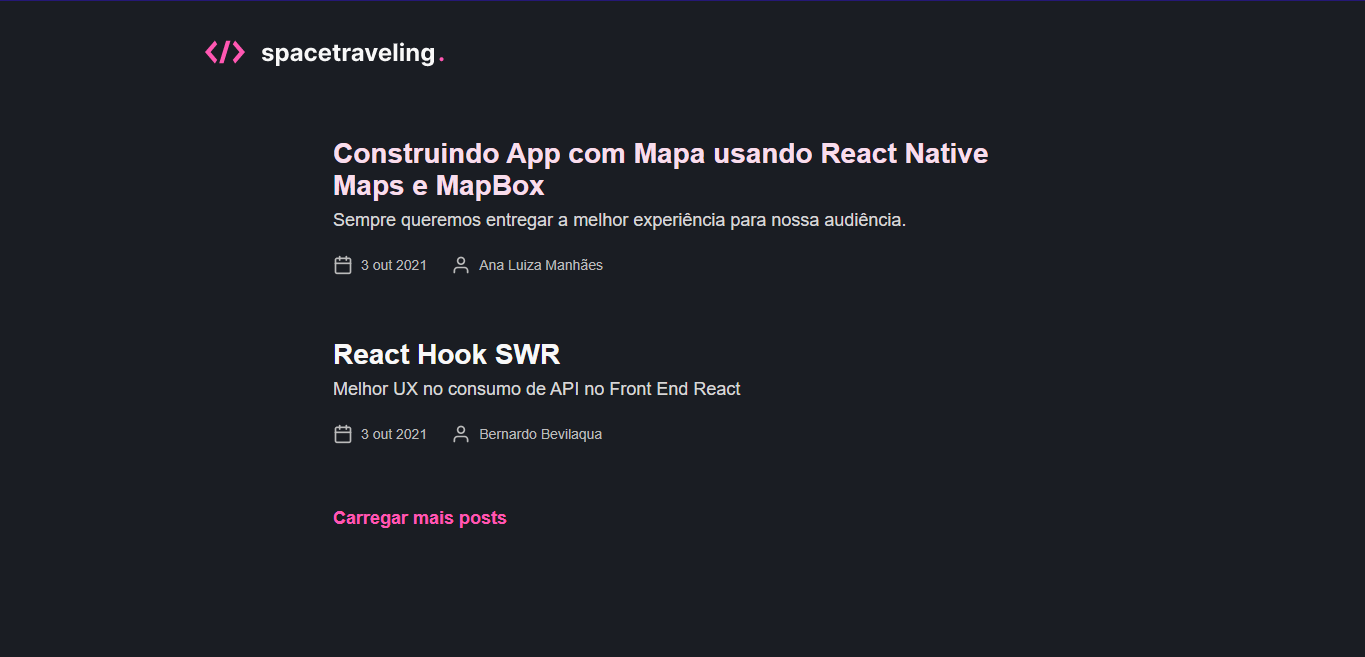 </> spacetraveling.
Construindo App com Mapa usando React Native
Maps e MapBox
Sempre queremos entregar a melhor experiência para nossa audiência.
3 out 2021 Ana Luiza Manhães
React Hook SWR
Melhor UX no consumo de API no Front End React
3 out 2021 Bernardo Bevilaqua
Carregar mais posts